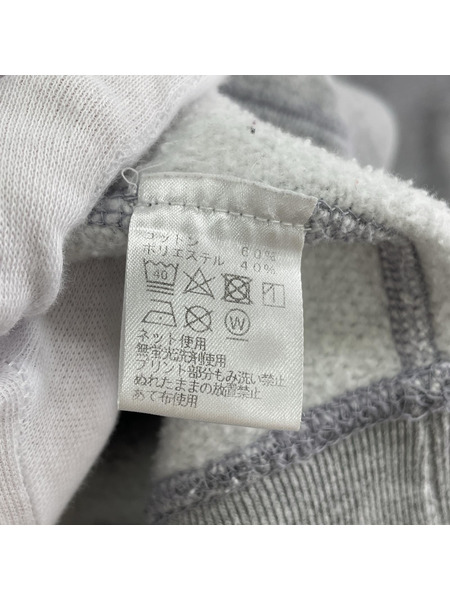 コットン 60%
ポリエステル 40%
40
W
ネット使用
無蛍光洗剤使用
プリント部分もみ洗い禁止
ぬれたままの放置禁止
あて布使用